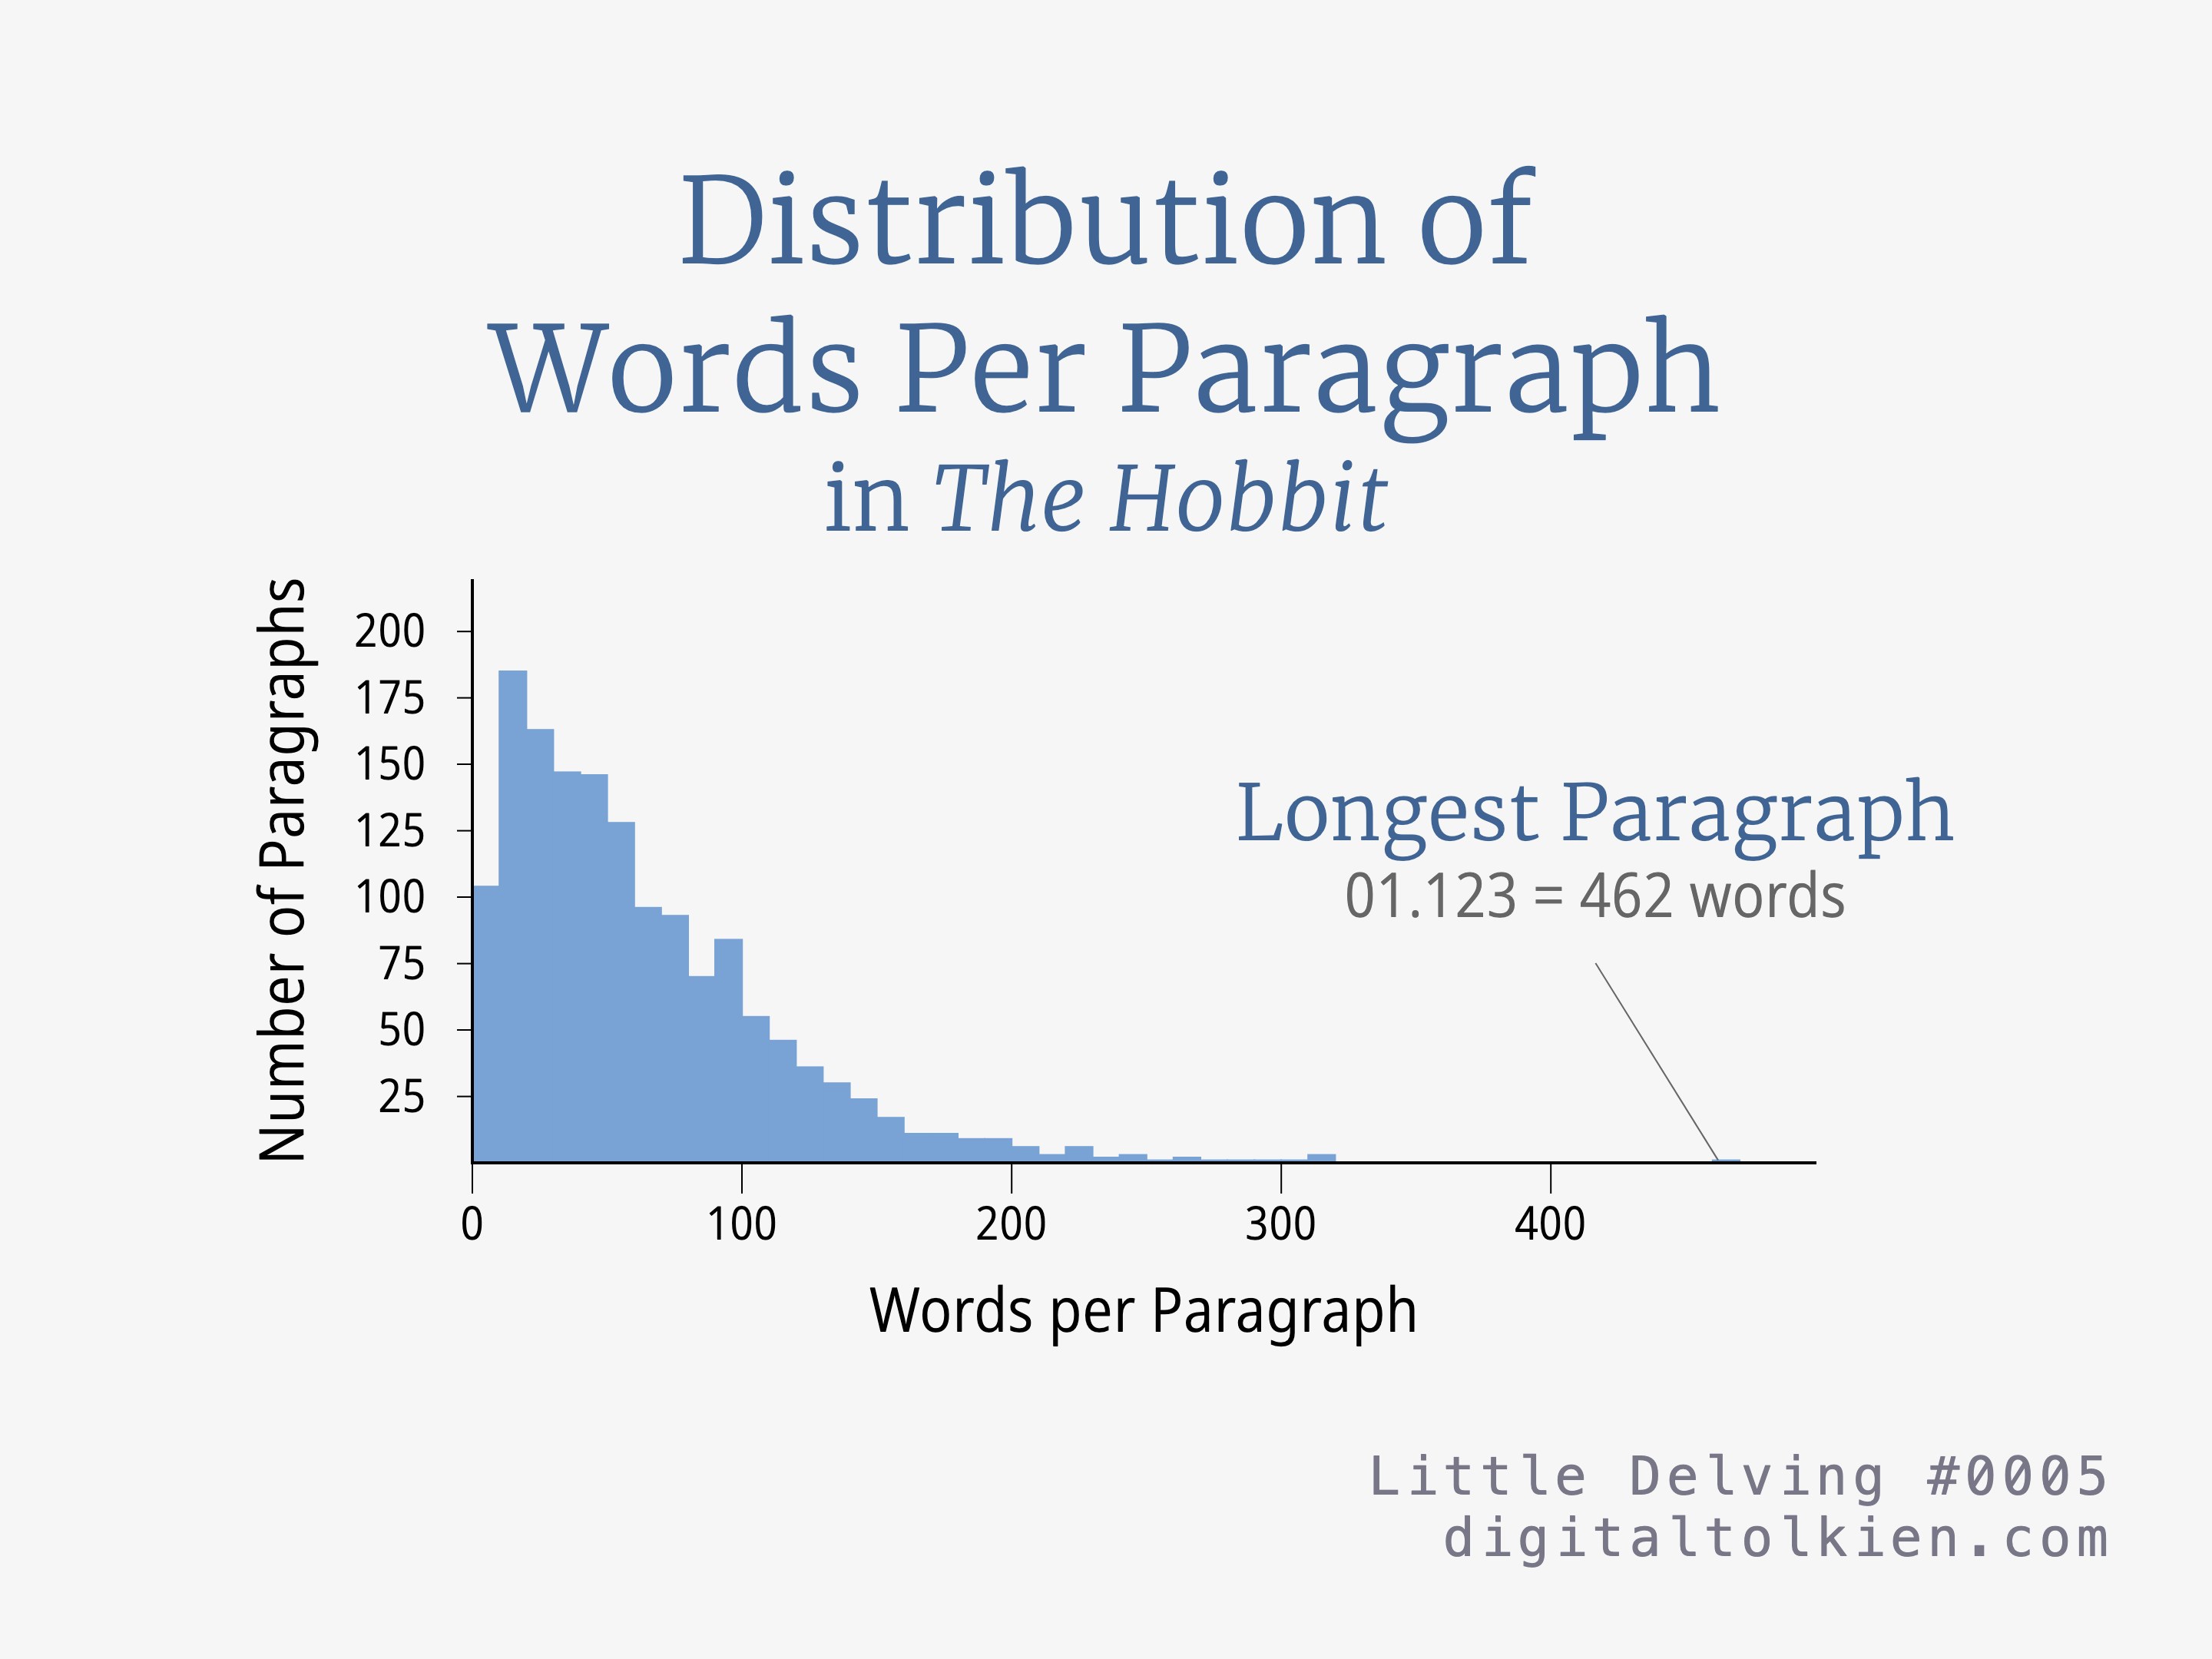 Distribution of
Words Per Paragraph
in The Hobbit
Number of Paragraphs
200
175
150
125
100
75
50
25
Longest Paragraph
01.123 = 462 words
0 100 200 300 400
Words per Paragraph
Little Delving #0005
digitaltolkien.com